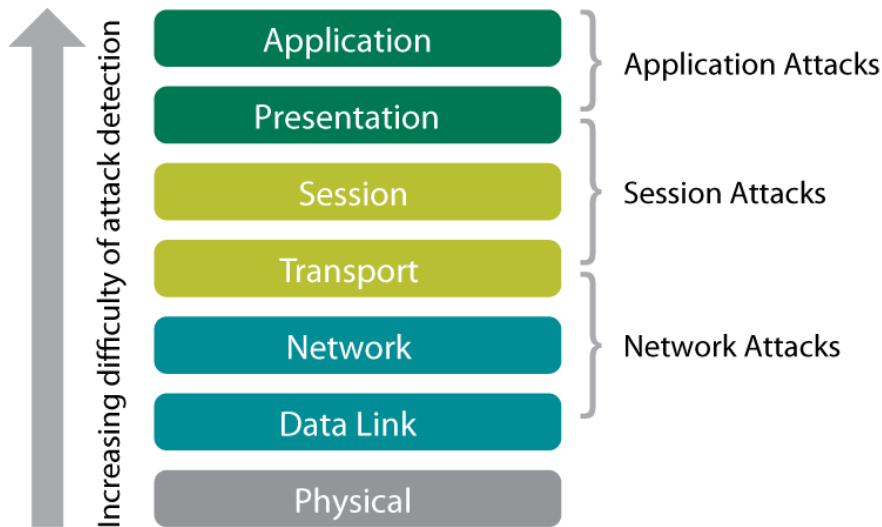 Increasing difficulty of attack detection
Application
Presentation
Session
Transport
Network
Data Link
Physical
Application Attacks
Session Attacks
Network Attacks